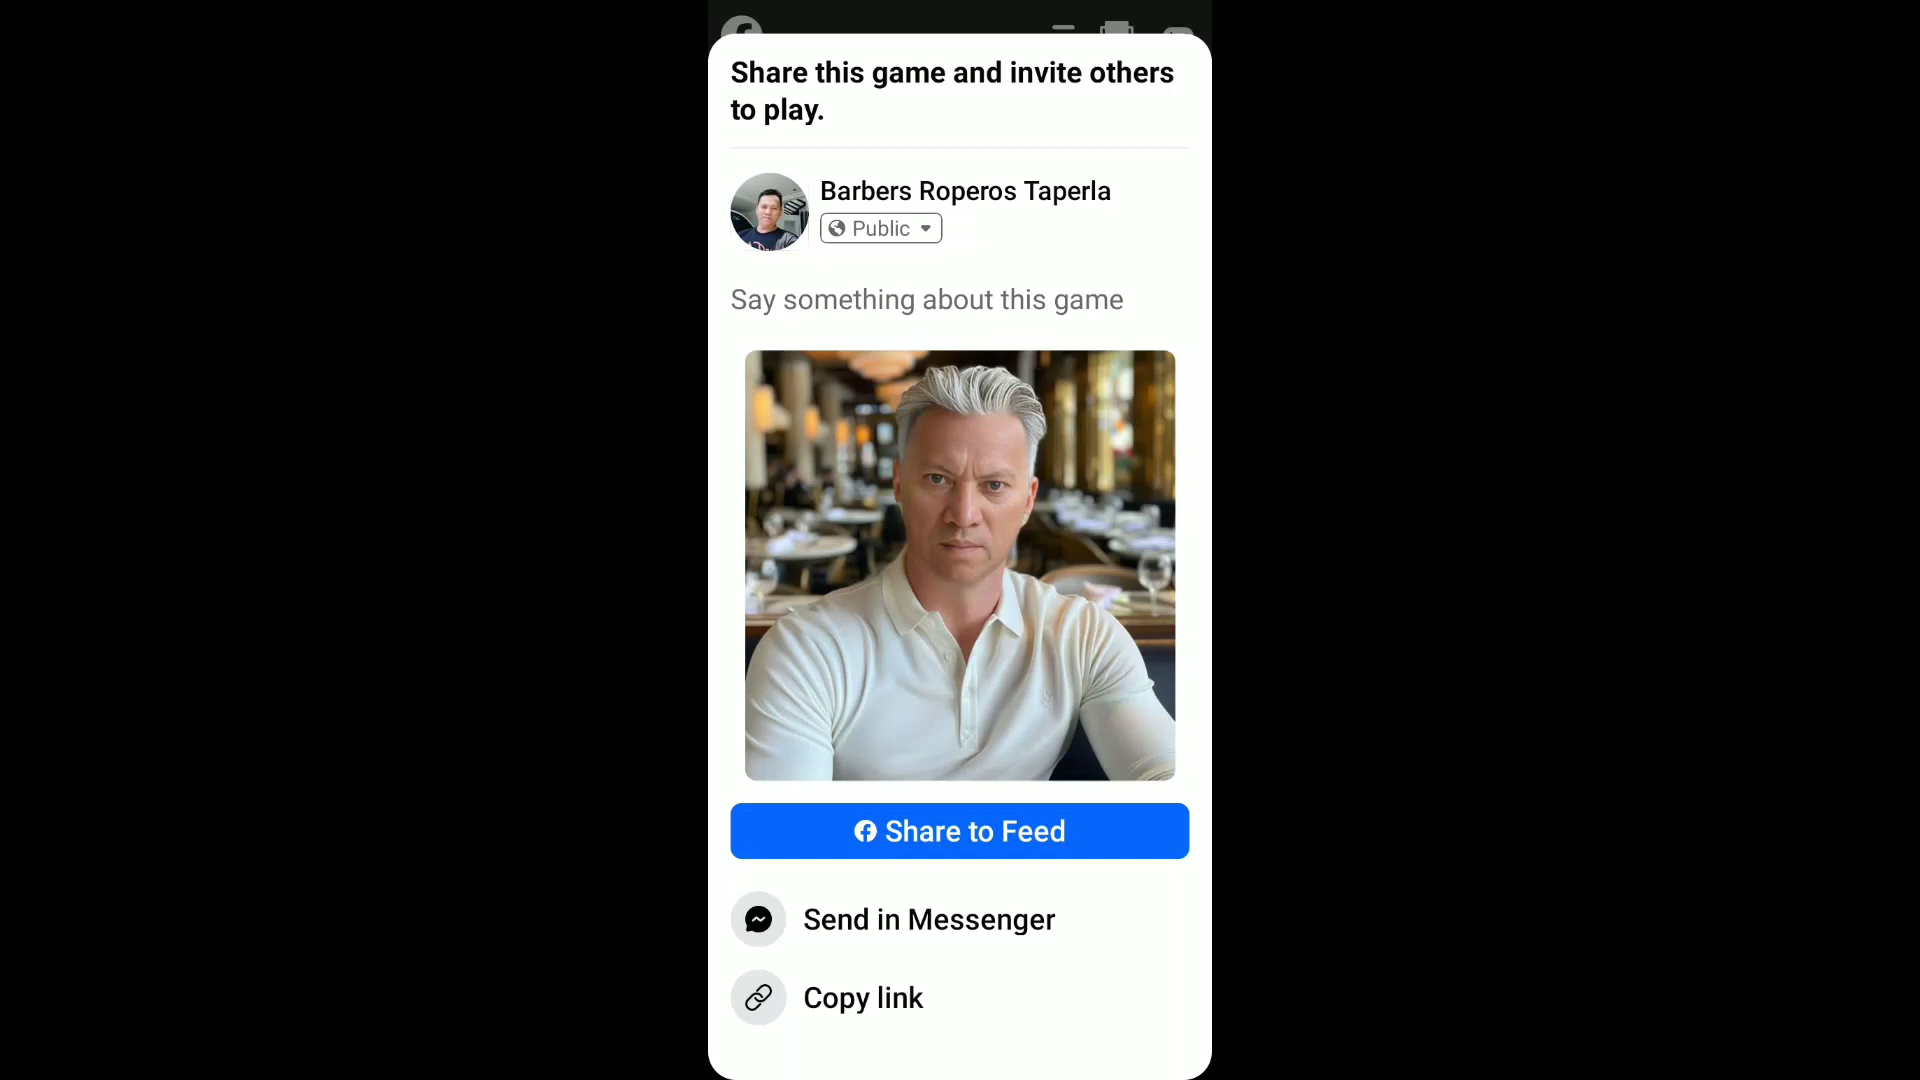 Share this game and invite others
to play.
Barbers Roperos Taperla
Public
Say something about this game
Share to Feed
Send in Messenger
Copy link